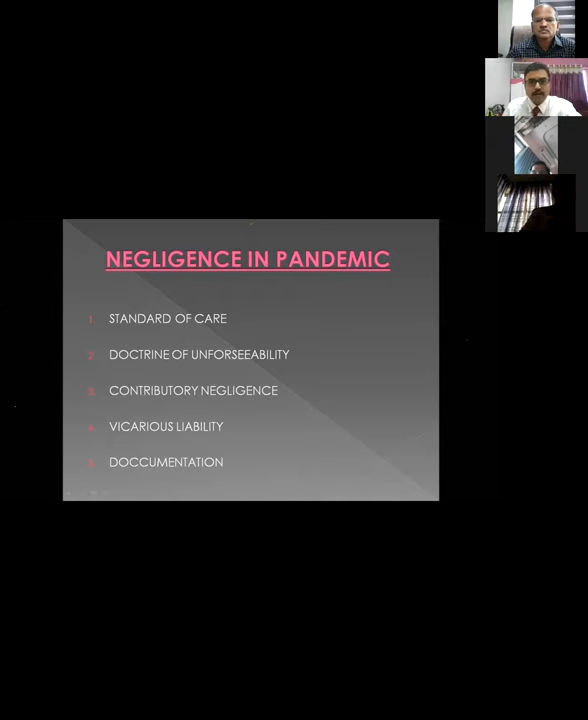 NEGLIGENCE IN PANDEMIC
1. STANDARD OF CARE
2. DOCTRINE OF UNFORSEEABILITY
3. CONTRIBUTORY NEGLIGENCE
4. VICARIOUS LIABILITY
5. DOCCUMENTATION